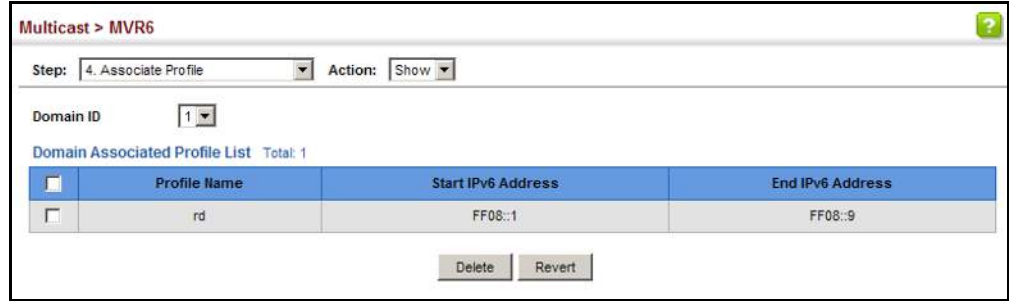 Multicast > MVR6
?
Step: 4. Associate Profile Action: Show
Domain ID 1
Domain Associated Profile List Total: 1
Profile Name Start IPv6 Address End IPv6 Address
rd FF08::1 FF08::9
Delete Revert